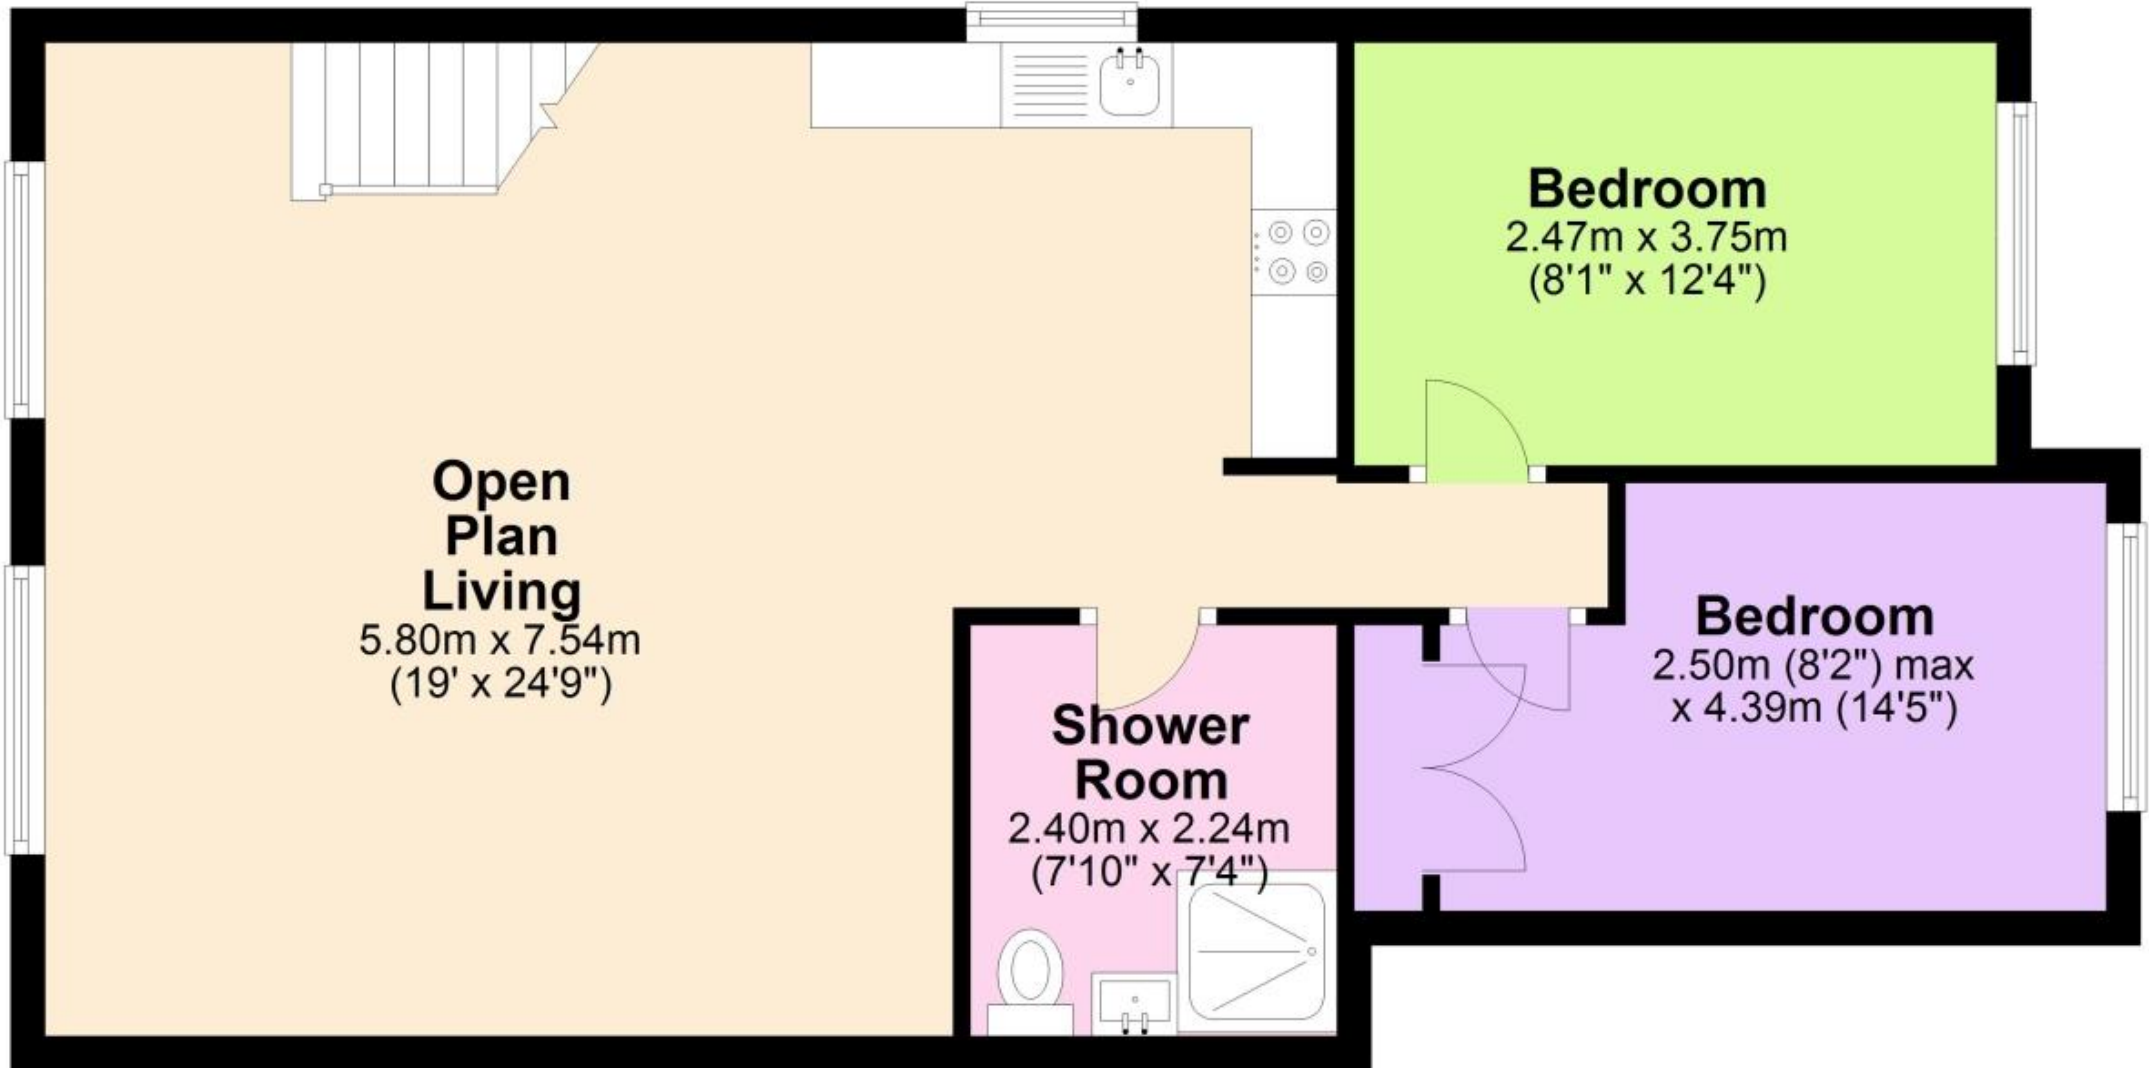 Bedroom
2.47m x 3.75m
(8'1" x 12'4")
Open
Plan
Living
5.80m x 7.54m
(19' x 24'9")
Bedroom
2.50m (8'2") max
x 4.39m (14'5")
Shower
Room
2.40m x 2.24m
(7'10" x 7'4")